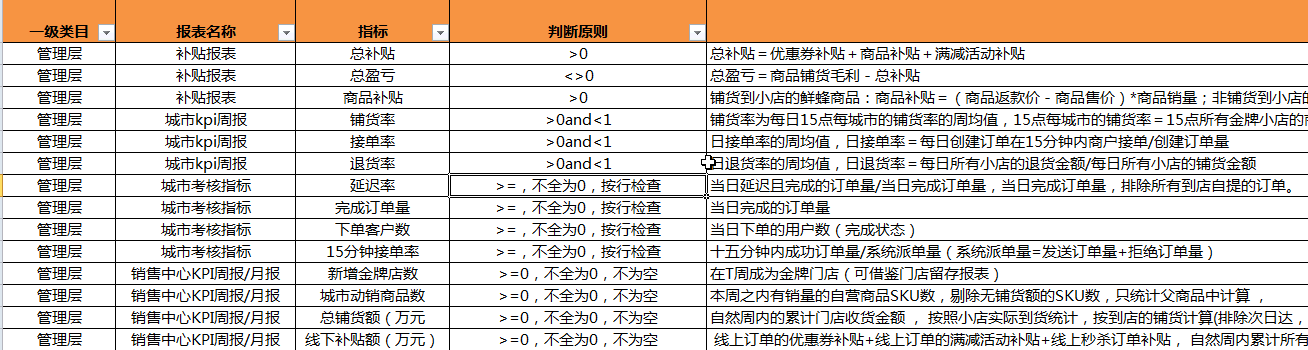 一级类目 报表名称 指标 判断原则
管理层 补贴报表 总补贴 >0 总补贴＝优惠券补贴＋商品补贴＋满减活动补贴
管理层 补贴报表 总盈亏 <>0 总盈亏＝商品铺货毛利－总补贴
管理层 补贴报表 商品补贴 >0 铺货到小店的鲜蜂商品：商品补贴＝（商品返款价－商品售价）*商品销量；非铺货到小店的
管理层 城市kpi周报 铺货率 >0and<1 铺货率为每日15点每城市的铺货率的周均值，15点每城市的铺货率＝15点所有金牌小店的商
管理层 城市kpi周报 接单率 >0and<1 日接单率的周均值，日接单率＝每日创建订单在15分钟内商户接单/创建订单量
管理层 城市kpi周报 退货率 >0and<1 日退货率的周均值，日退货率＝每日所有小店的退货金额/每日所有小店的铺货金额
管理层 城市考核指标 延迟率 >=，不全为0，按行检查 当日延迟且完成的订单量/当日完成订单量，当日完成订单量，排除所有到店自提的订单。
管理层 城市考核指标 完成订单量 >=，不全为0，按行检查 当日完成的订单量
管理层 城市考核指标 下单客户数 >=，不全为0，按行检查 当日下单的用户数（完成状态）
管理层 城市考核指标 15分钟接单率 >=，不全为0，按行检查 十五分钟内成功订单量/系统派单量（系统派单量=发送订单量+拒绝订单量）
管理层 销售中心KPI周报/月报 新增金牌店数 >=0，不全为0，不为空 在T周成为金牌门店（可借鉴门店留存报表）
管理层 销售中心KPI周报/月报 城市动销商品数 >=0，不全为0，不为空 本周之内有销量的自营商品SKU数，剔除无铺货额的SKU数，只统计父商品中计算 ，
管理层 销售中心KPI周报/月报 总铺货额（万元 >=0，不全为0，不为空 自然周内的累计门店收货金额 ， 按照小店实际到货统计，按到店的铺货计算(排除次日达，
管理层 销售中心KPI周报/月报 线下补贴额（万元） >=0，不全为0，不为空 线上订单的优惠券补贴+线上订单的满减活动补贴+线上秒杀订单补贴， 自然周内累计所有